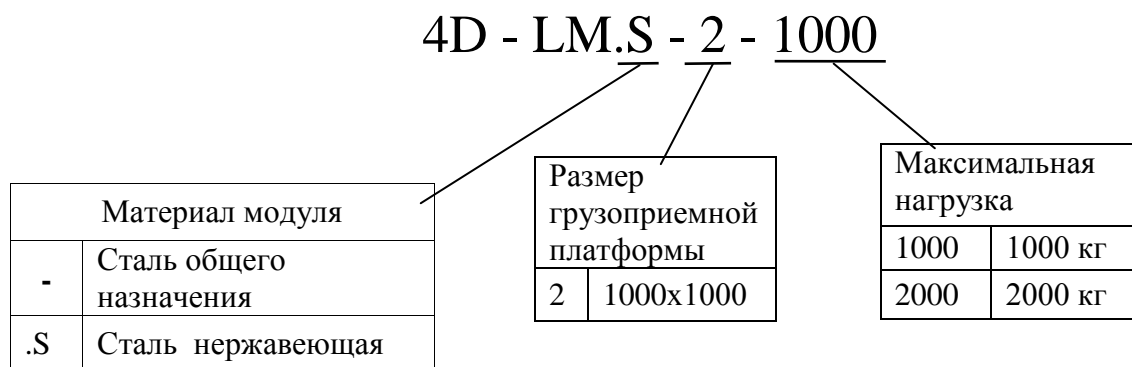 4D - LM.S - 2 - 1000
Материал модуля
-
Сталь общего
назначения
.S
Сталь нержавеющая
Размер
грузоприемной
платформы
2
1000x1000
Максимальная
нагрузка
1000
1000 кг
2000
2000 кг